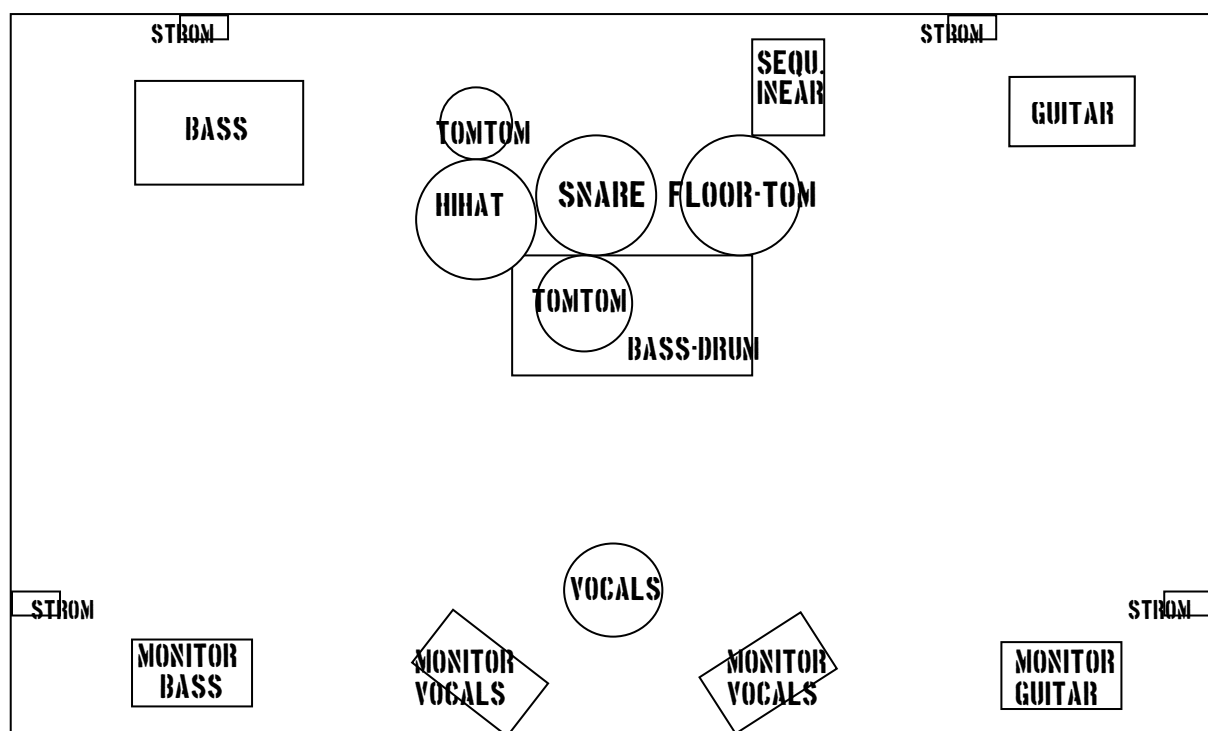 STROM
STROM
SEQU.
INEAR
BASS
TOMTOM
GUITAR
HIHAT
SNARE
FLOOR-TOM
TOMTOM
BASS-DRUM
VOCALS
STROM
STROM
MONITOR
BASS
MONITOR
VOCALS
MONITOR
VOCALS
MONITOR
GUITAR